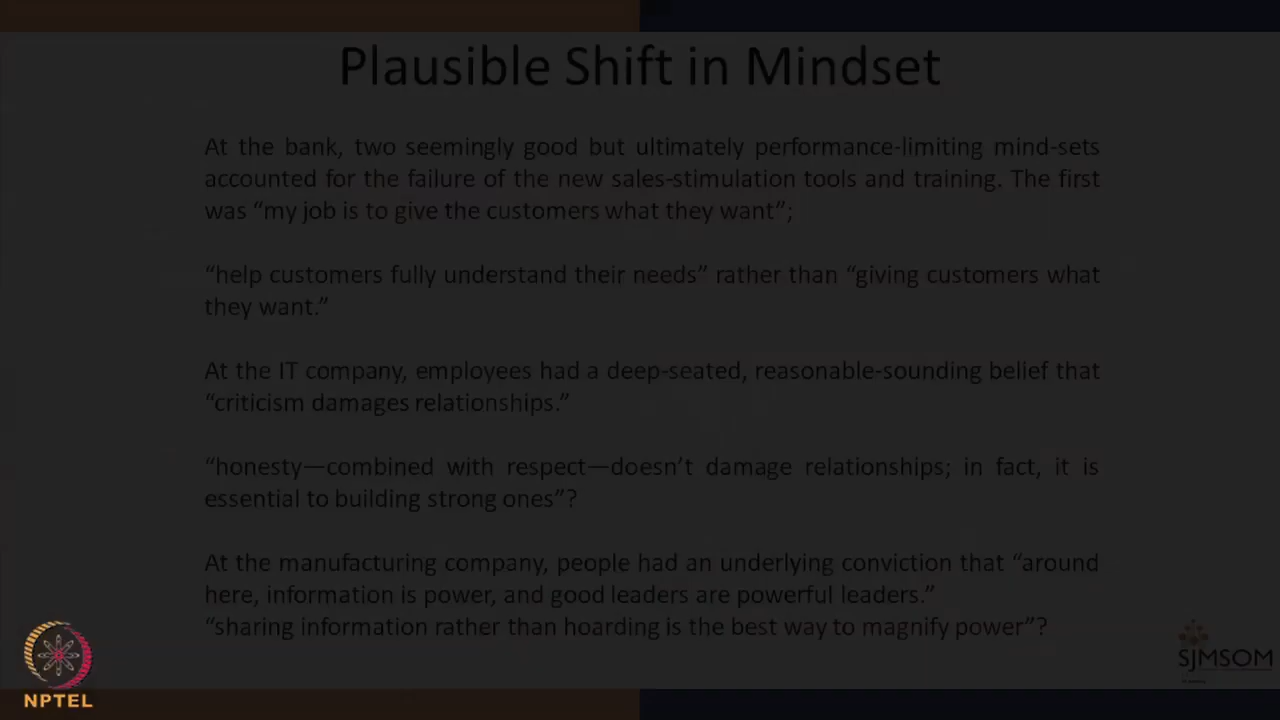 Plausible Shift in Mindset
At the bank, two seemingly good but ultimately performance-limiting mind-sets
accounted for the failure of the new sales-stimulation tools and training. The first
was “my job is to give the customers what they want”;
“help customers fully understand their needs” rather than “giving customers what
they want.”
At the IT company, employees had a deep-seated, reasonable-sounding belief that
“criticism damages relationships.”
“honesty—combined with respect—doesn’t damage relationships; in fact, it is
essential to building strong ones”?
At the manufacturing company, people had an underlying conviction that “around
here, information is power, and good leaders are powerful leaders.”
“sharing information rather than hoarding is the best way to magnify power”?
NPTEL
SJMSOM